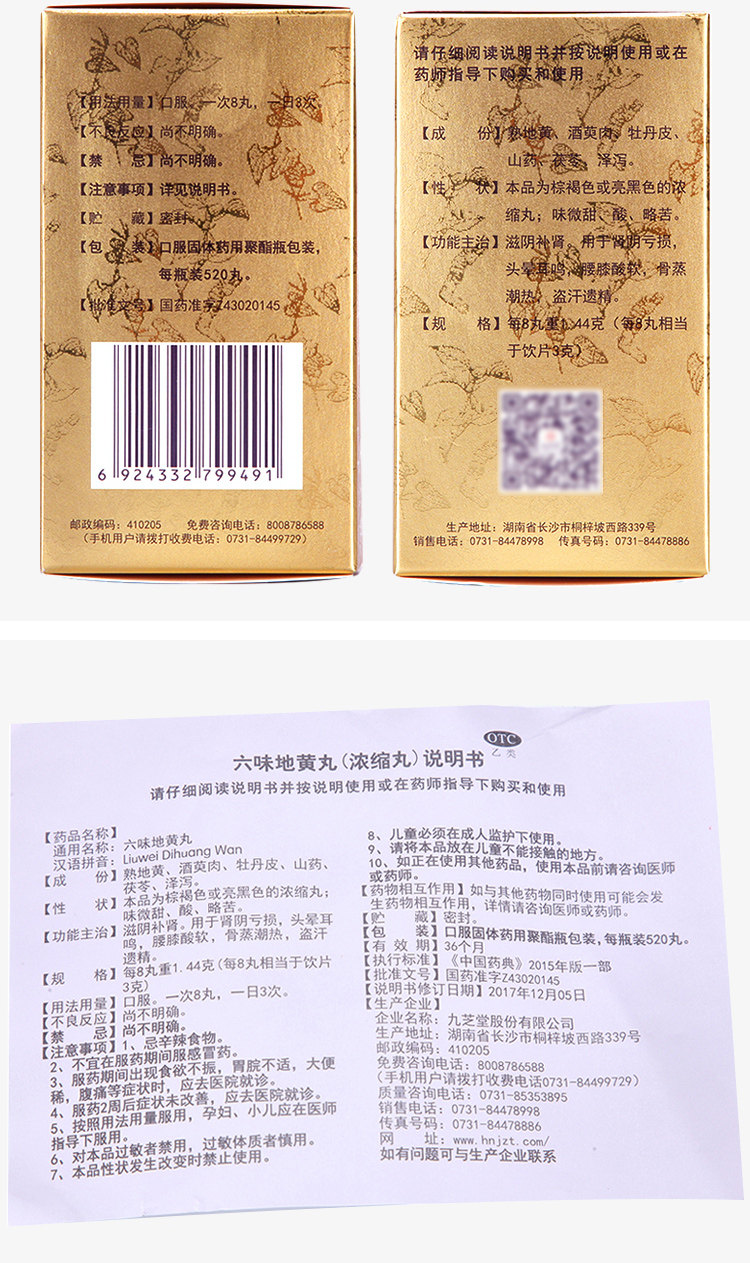 【用法用量】口服。一次8丸，一日3次。
【不良反应】尚不明确。
【禁　　忌】尚不明确。
【注意事项】详见说明书。
【贮　　藏】密封。
【包　　装】口服固体药用聚酯瓶包装，
每瓶装520丸。
【批准文号】国药准字Z43020145
6 924332 799491
邮政编码：410205　免费咨询电话：8008786588
（手机用户请拨打收费电话：0731-84499729）
请仔细阅读说明书并按说明使用或在
药师指导下购买和使用
【成　　份】熟地黄、酒萸肉、牡丹皮、
山药、茯苓、泽泻。
【性　　状】本品为棕褐色或亮黑色的浓
缩丸；味微甜、酸、略苦。
【功能主治】滋阴补肾。用于肾阴亏损，
头晕耳鸣，腰膝酸软，骨蒸
潮热，盗汗遗精。
【规　　格】每8丸重1.44克（每8丸相当
于饮片3克）
生产地址：湖南省长沙市桐梓坡西路339号
销售电话：0731-84478998　传真号码：0731-84478886
OTC
乙类
六味地黄丸（浓缩丸）说明书
请仔细阅读说明书并按说明使用或在药师指导下购买和使用
【药品名称】
通用名称：六味地黄丸
汉语拼音：Liuwei Dihuang Wan
【成　　份】熟地黄、酒萸肉、牡丹皮、山药、
茯苓、泽泻。
【性　　状】本品为棕褐色或亮黑色的浓缩丸；
味微甜、酸、略苦。
【功能主治】滋阴补肾。用于肾阴亏损，头晕耳
鸣，腰膝酸软，骨蒸潮热，盗汗
遗精。
【规　　格】每8丸重1.44克（每8丸相当于饮片
3克）
【用法用量】口服。一次8丸，一日3次。
【不良反应】尚不明确。
【禁　　忌】尚不明确。
【注意事项】1、忌辛辣食物。
2、不宜在服药期间服感冒药。
3、服药期间出现食欲不振，胃脘不适，大便
稀，腹痛等症状时，应去医院就诊。
4、服药2周后症状未改善，应去医院就诊。
5、按照用法用量服用，孕妇、小儿应在医师
指导下服用。
6、对本品过敏者禁用，过敏体质者慎用。
7、本品性状发生改变时禁止使用。
8、儿童必须在成人监护下使用。
9、请将本品放在儿童不能接触的地方。
10、如正在使用其他药品，使用本品前请咨询医师
或药师。
【药物相互作用】如与其他药物同时使用可能会发
生药物相互作用，详情请咨询医师或药师。
【贮　　藏】密封。
【包　　装】口服固体药用聚酯瓶包装，每瓶装520丸。
【有 效 期】36个月
【执行标准】《中国药典》2015年版一部
【批准文号】国药准字Z43020145
【说明书修订日期】2017年12月05日
【生产企业】
企业名称：九芝堂股份有限公司
生产地址：湖南省长沙市桐梓坡西路339号
邮政编码：410205
免费咨询电话：8008786588
（手机用户请拨打收费电话0731-84499729）
质量咨询电话：0731-85353895
销售电话：0731-84478998
传真号码：0731-84478886
网　　址：www.hnjzt.com/
如有问题可与生产企业联系